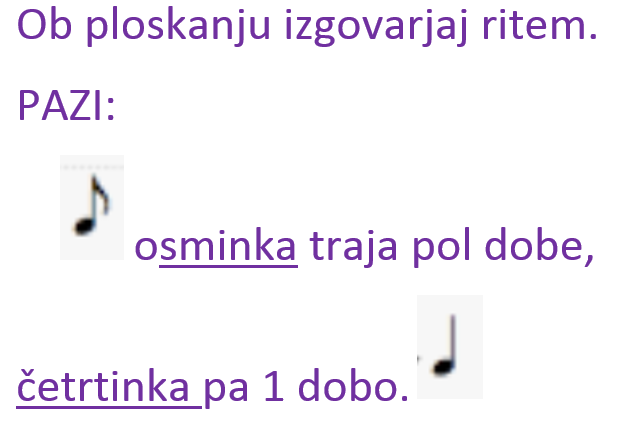 Ob ploskanju izgovarjaj ritem.
PAZI:
osminka traja pol dobe,
četrtinka pa 1 dobo.